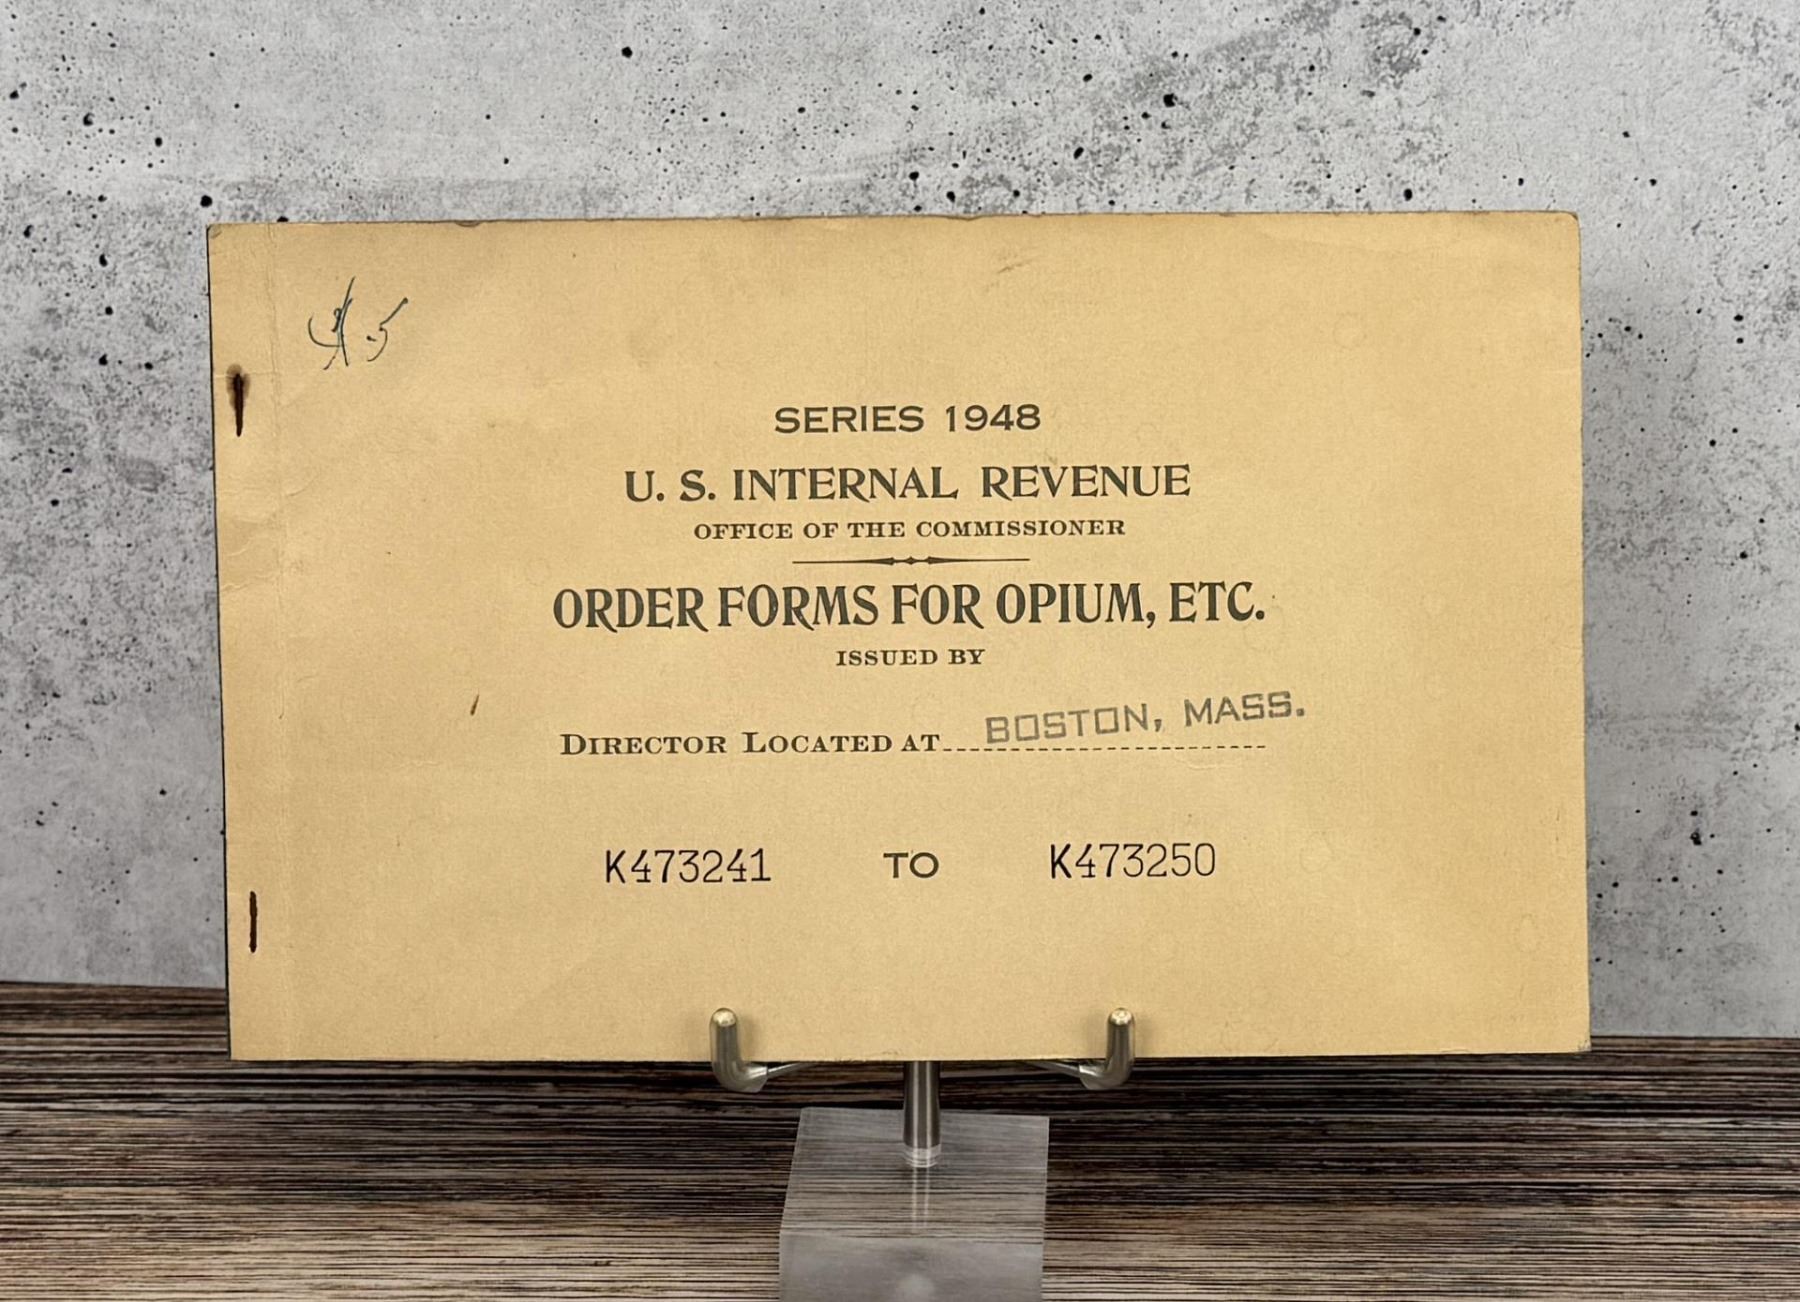 SERIES 1948
U. S. INTERNAL REVENUE
OFFICE OF THE COMMISSIONER
ORDER FORMS FOR OPIUM, ETC.
ISSUED BY
DIRECTOR LOCATED AT BOSTON, MASS.
K473241 TO K473250